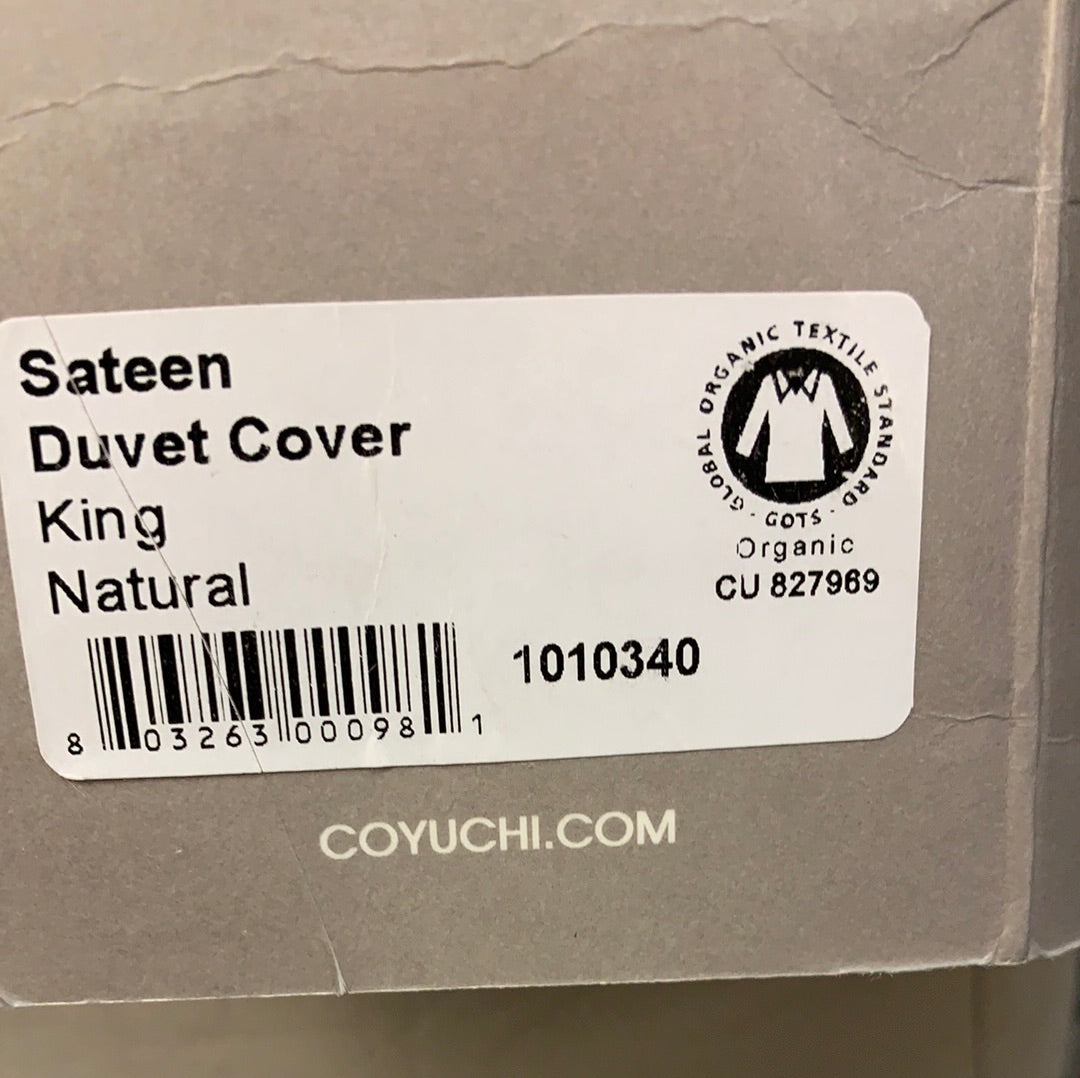 Sateen
Duvet Cover
King
Natural
GLOBAL ORGANIC TEXTILE STANDARD · GOTS ·
Organic
CU 827969
1010340
8 03263 00098 1
COYUCHI.COM